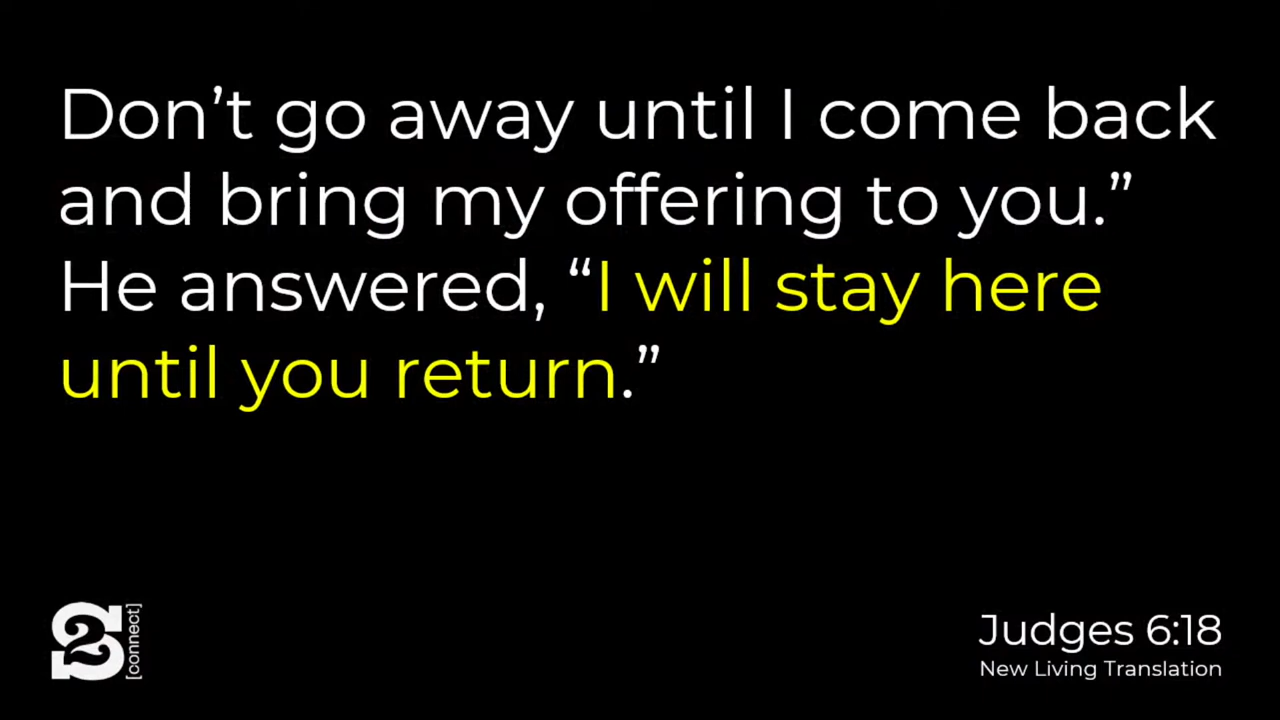 Don’t go away until I come back
and bring my offering to you.”
He answered, “I will stay here
until you return.”
S2
[connect]
Judges 6:18
New Living Translation